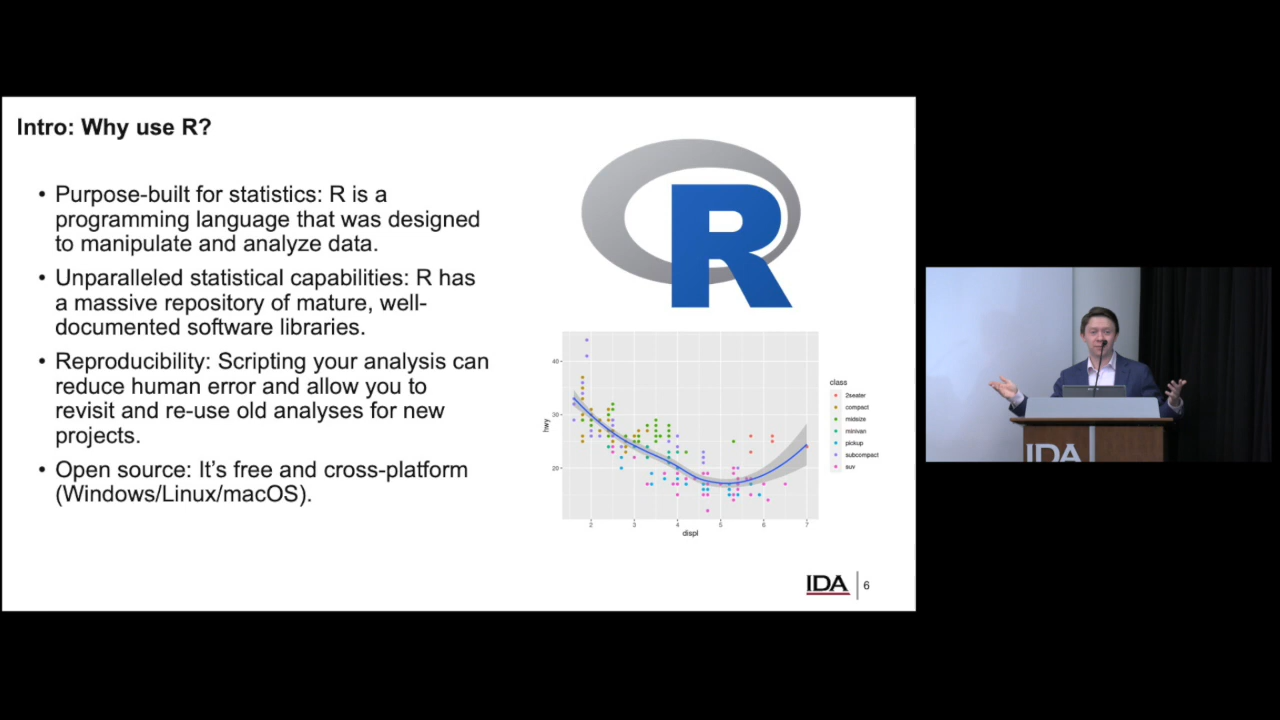 Intro: Why use R?
• Purpose-built for statistics: R is a
programming language that was designed
to manipulate and analyze data.
• Unparalleled statistical capabilities: R has
a massive repository of mature, well-
documented software libraries.
• Reproducibility: Scripting your analysis can
reduce human error and allow you to
revisit and re-use old analyses for new
projects.
• Open source: It's free and cross-platform
(Windows/Linux/macOS).
R
40
30
20
hwy
2
3
4
5
6
7
displ
class
2seater
compact
midsize
minivan
pickup
subcompact
suv
IDA
6
IDA